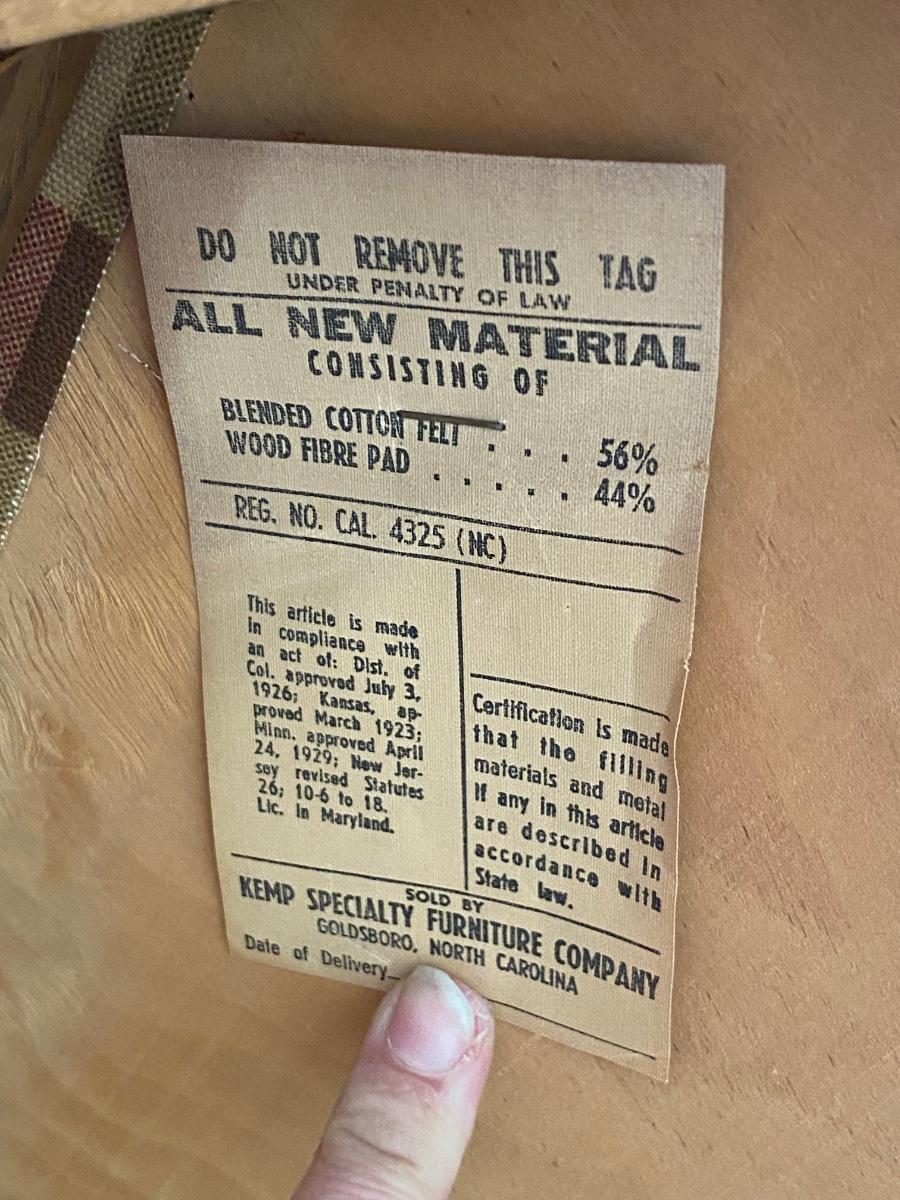 DO NOT REMOVE THIS TAG
UNDER PENALTY OF LAW
ALL NEW MATERIAL
CONSISTING OF
BLENDED COTTON FELT . . . 56%
WOOD FIBRE PAD . . . . . 44%
REG. NO. CAL. 4325 (NC)
This article is made
in compliance with
an act of: Dist. of
Col. approved July 3,
1926; Kansas, ap-
proved March 1923;
Minn. approved April
24, 1929; New Jer-
sey revised Statutes
26; 10-6 to 18.
Lic. in Maryland.
Certification is made
that the filling
materials and metal
if any in this article
are described in
accordance with
State law.
SOLD BY
KEMP SPECIALTY FURNITURE COMPANY
GOLDSBORO, NORTH CAROLINA
Date of Delivery